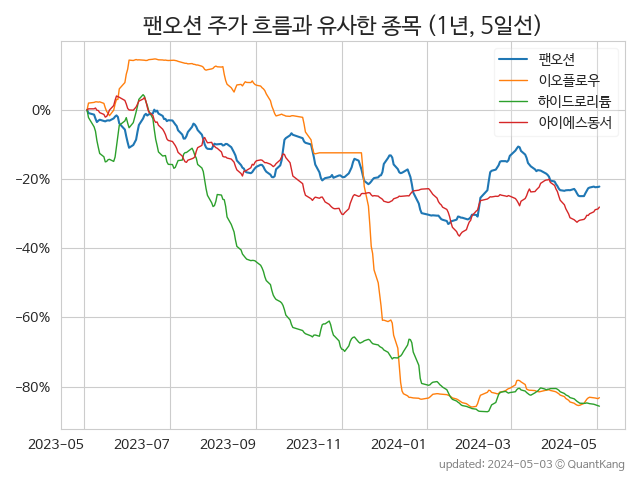 팬오션 주가 흐름과 유사한 종목 (1년, 5일선)
팬오션
이오플로우
하이드로리튬
아이에스동서
0%
−20%
−40%
−60%
−80%
2023−05 2023−07 2023−09 2023−11 2024−01 2024−03 2024−05
updated: 2024-05-03 © QuantKang